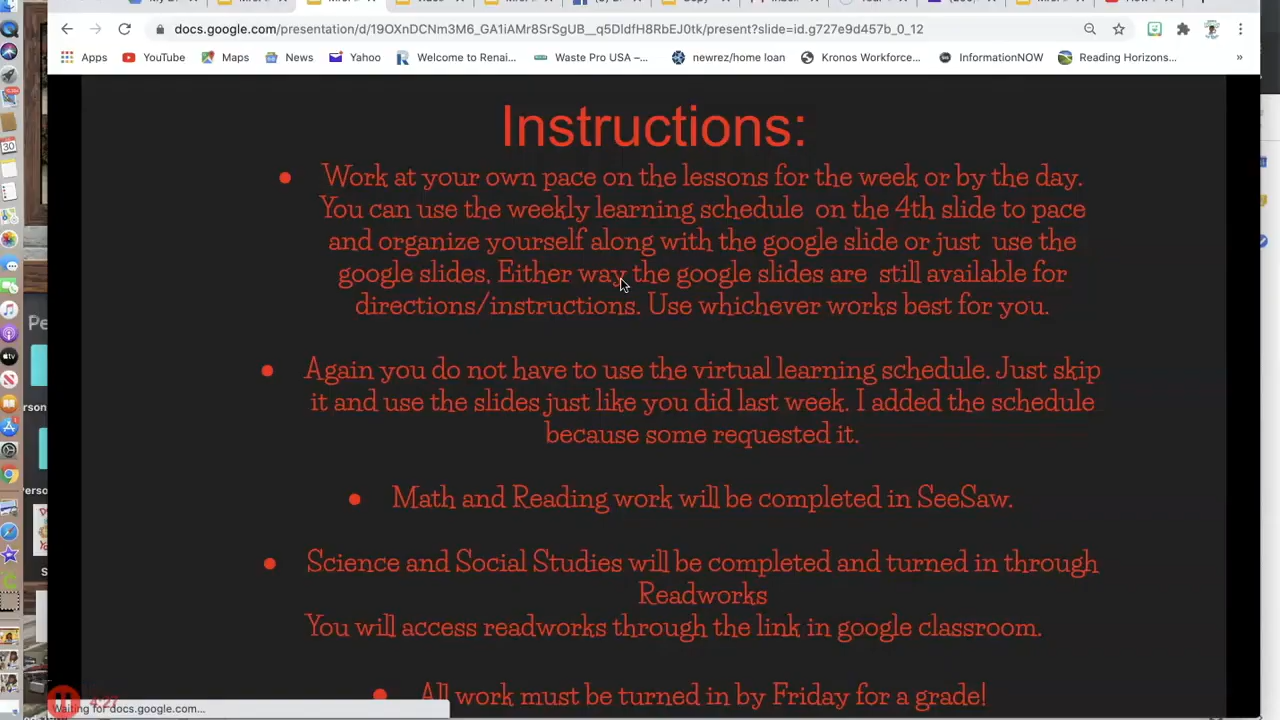 docs.google.com/presentation/d/19OXnDCNm3M6_GA1iAMr8SrSgUB__q5DldfH8RbEJ0tk/present?slide=id.g727e9d457b_0_12
Apps YouTube Maps News Yahoo Welcome to Renai... Waste Pro USA –... newrez/home loan Kronos Workforce... InformationNOW Reading Horizons... »
Instructions:
Work at your own pace on the lessons for the week or by the day.
You can use the weekly learning schedule on the 4th slide to pace
and organize yourself along with the google slide or just use the
google slides, Either way the google slides are still available for
directions/instructions. Use whichever works best for you.
Again you do not have to use the virtual learning schedule. Just skip
it and use the slides just like you did last week. I added the schedule
because some requested it.
Math and Reading work will be completed in SeeSaw.
Science and Social Studies will be completed and turned in through
Readworks
You will access readworks through the link in google classroom.
All work must be turned in by Friday for a grade!
Waiting for docs.google.com...